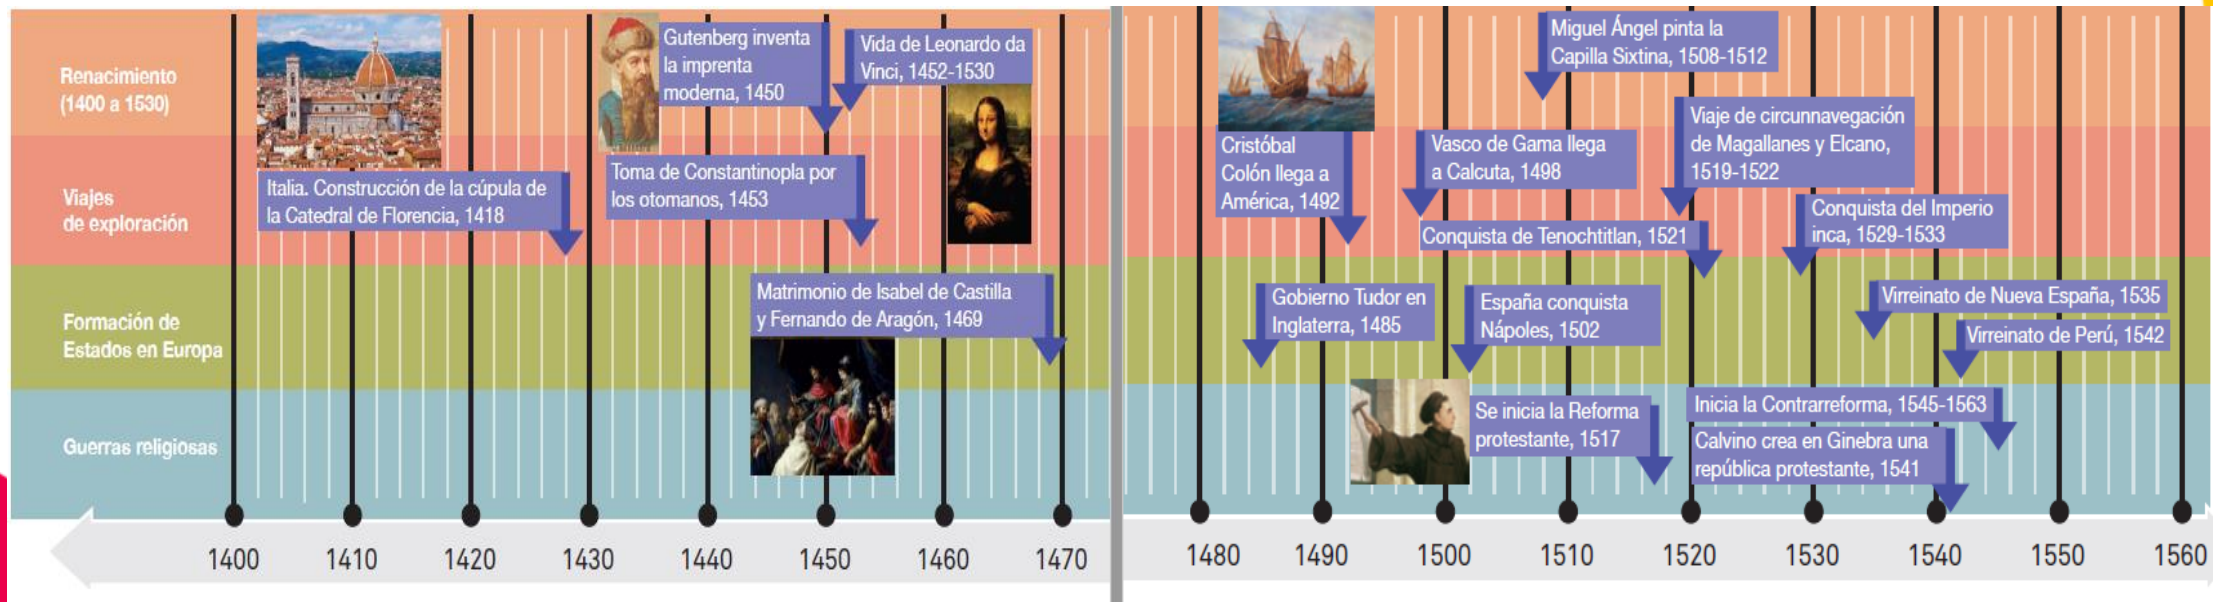 Renacimiento
(1400 a 1530)
Viajes
de exploración
Formación de
Estados en Europa
Guerras religiosas
Italia. Construcción de la cúpula de
la Catedral de Florencia, 1418
Gutenberg inventa
la imprenta
moderna, 1450
Vida de Leonardo da
Vinci, 1452-1530
Toma de Constantinopla por
los otomanos, 1453
Matrimonio de Isabel de Castilla
y Fernando de Aragón, 1469
Cristóbal
Colón llega a
América, 1492
Miguel Ángel pinta la
Capilla Sixtina, 1508-1512
Vasco de Gama llega
a Calcuta, 1498
Viaje de circunnavegación
de Magallanes y Elcano,
1519-1522
Conquista de Tenochtitlan, 1521
Conquista del Imperio
inca, 1529-1533
Gobierno Tudor en
Inglaterra, 1485
España conquista
Nápoles, 1502
Virreinato de Nueva España, 1535
Virreinato de Perú, 1542
Se inicia la Reforma
protestante, 1517
Inicia la Contrarreforma, 1545-1563
Calvino crea en Ginebra una
república protestante, 1541
1400 1410 1420 1430 1440 1450 1460 1470 1480 1490 1500 1510 1520 1530 1540 1550 1560